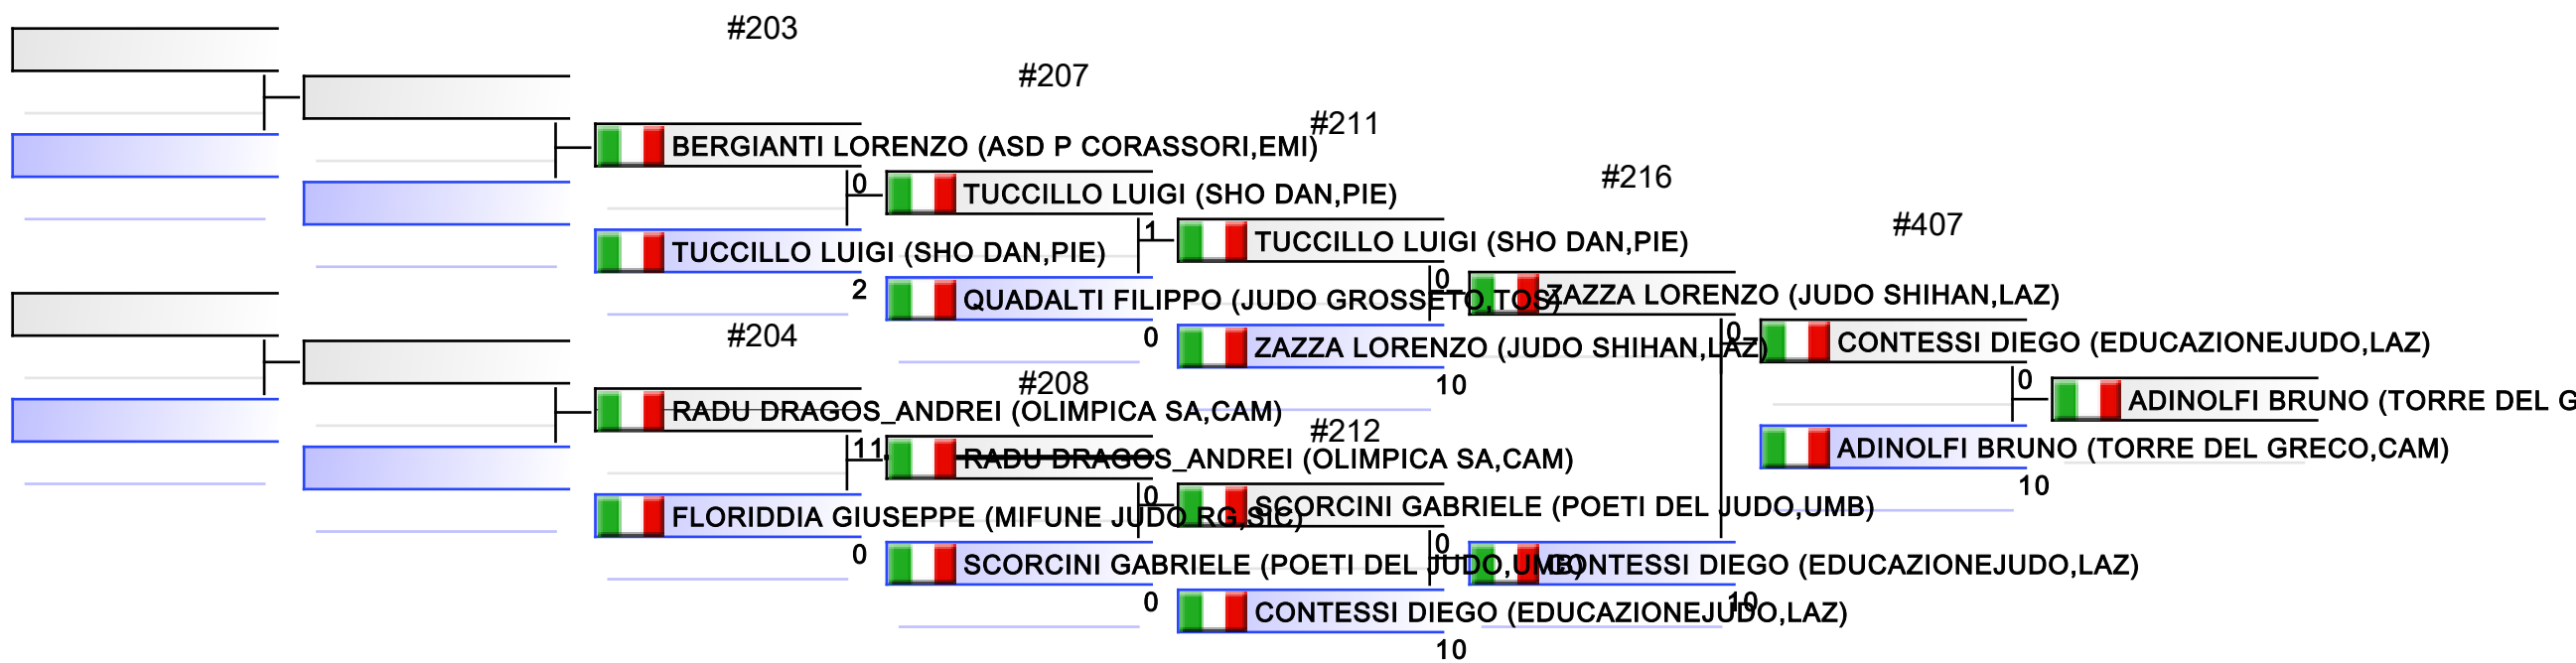 #203
#207
#211
BERGIANTI LORENZO (ASD P CORASSORI,EMI)
#216
0
TUCCILLO LUIGI (SHO DAN,PIE)
#407
1
TUCCILLO LUIGI (SHO DAN,PIE)
TUCCILLO LUIGI (SHO DAN,PIE)
0
2
QUADALTI FILIPPO (JUDO GROSSETO,TOS)
ZAZZA LORENZO (JUDO SHIHAN,LAZ)
#204
0
0
ZAZZA LORENZO (JUDO SHIHAN,LAZ)
CONTESSI DIEGO (EDUCAZIONEJUDO,LAZ)
#208
10
0
RADU DRAGOS_ANDREI (OLIMPICA SA,CAM)
ADINOLFI BRUNO (TORRE DEL G
#212
11
RADU DRAGOS_ANDREI (OLIMPICA SA,CAM)
ADINOLFI BRUNO (TORRE DEL GRECO,CAM)
10
0
FLORIDDIA GIUSEPPE (MIFUNE JUDO RG,SIC)
SCORCINI GABRIELE (POETI DEL JUDO,UMB)
0
0
SCORCINI GABRIELE (POETI DEL JUDO,UMB)
CONTESSI DIEGO (EDUCAZIONEJUDO,LAZ)
0
CONTESSI DIEGO (EDUCAZIONEJUDO,LAZ)
10
10